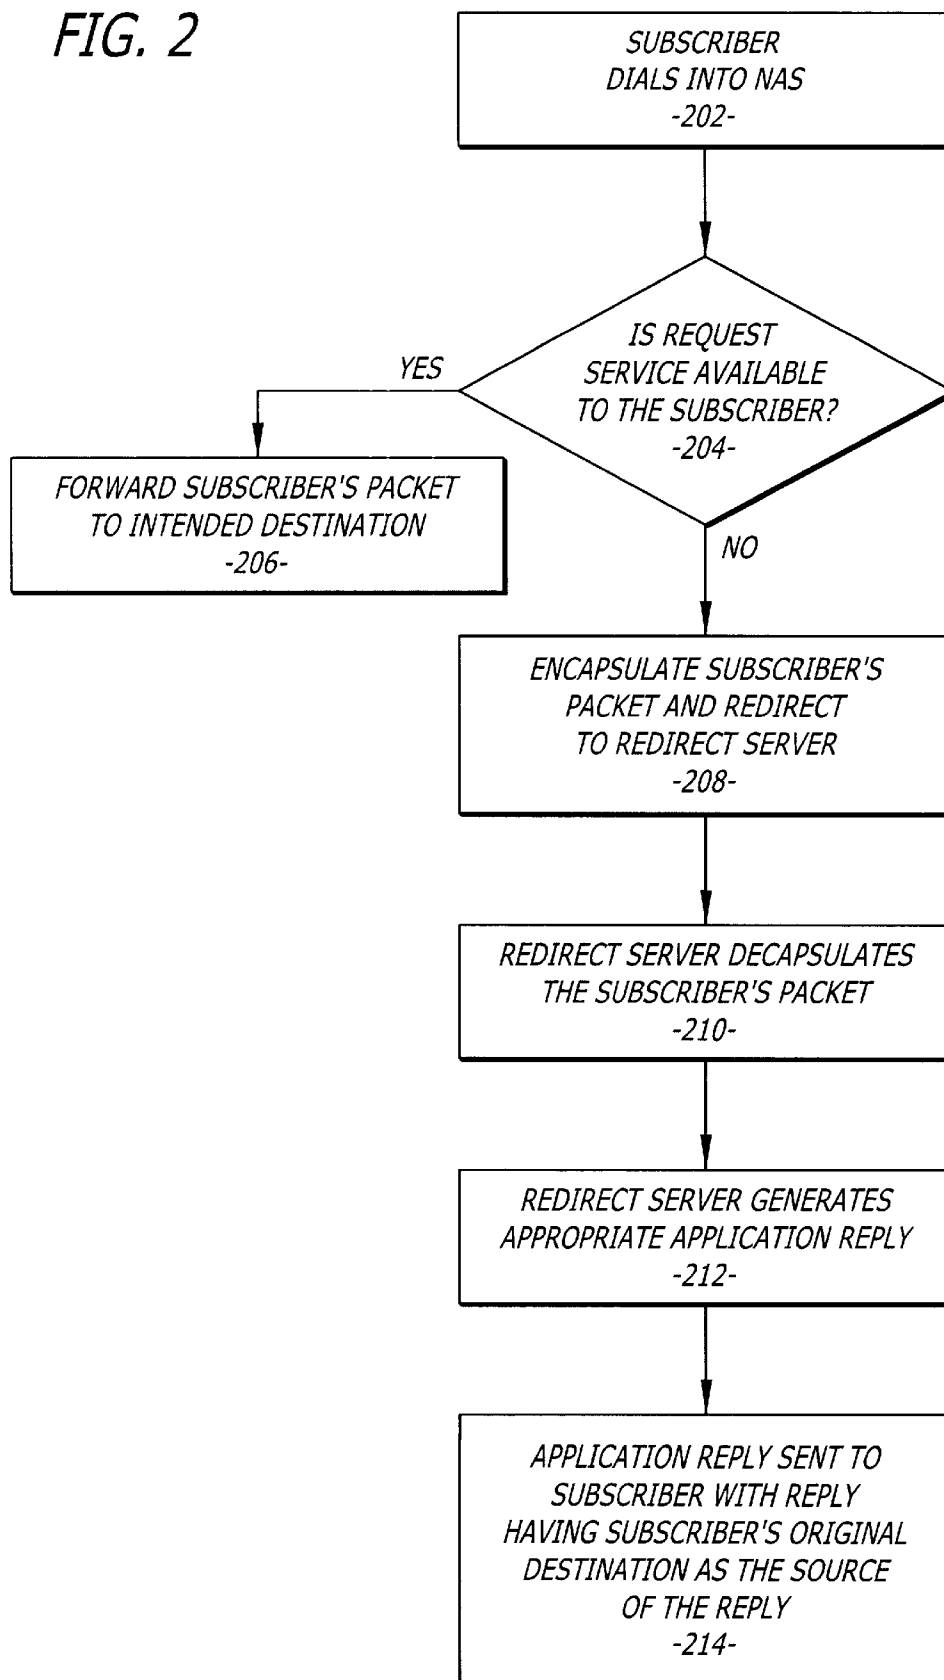 FIG. 2
SUBSCRIBER
DIALS INTO NAS
-202-
IS REQUEST
SERVICE AVAILABLE
TO THE SUBSCRIBER?
-204-
YES
FORWARD SUBSCRIBER'S PACKET
TO INTENDED DESTINATION
-206-
NO
ENCAPSULATE SUBSCRIBER'S
PACKET AND REDIRECT
TO REDIRECT SERVER
-208-
REDIRECT SERVER DECAPSULATES
THE SUBSCRIBER'S PACKET
-210-
REDIRECT SERVER GENERATES
APPROPRIATE APPLICATION REPLY
-212-
APPLICATION REPLY SENT TO
SUBSCRIBER WITH REPLY
HAVING SUBSCRIBER'S ORIGINAL
DESTINATION AS THE SOURCE
OF THE REPLY
-214-